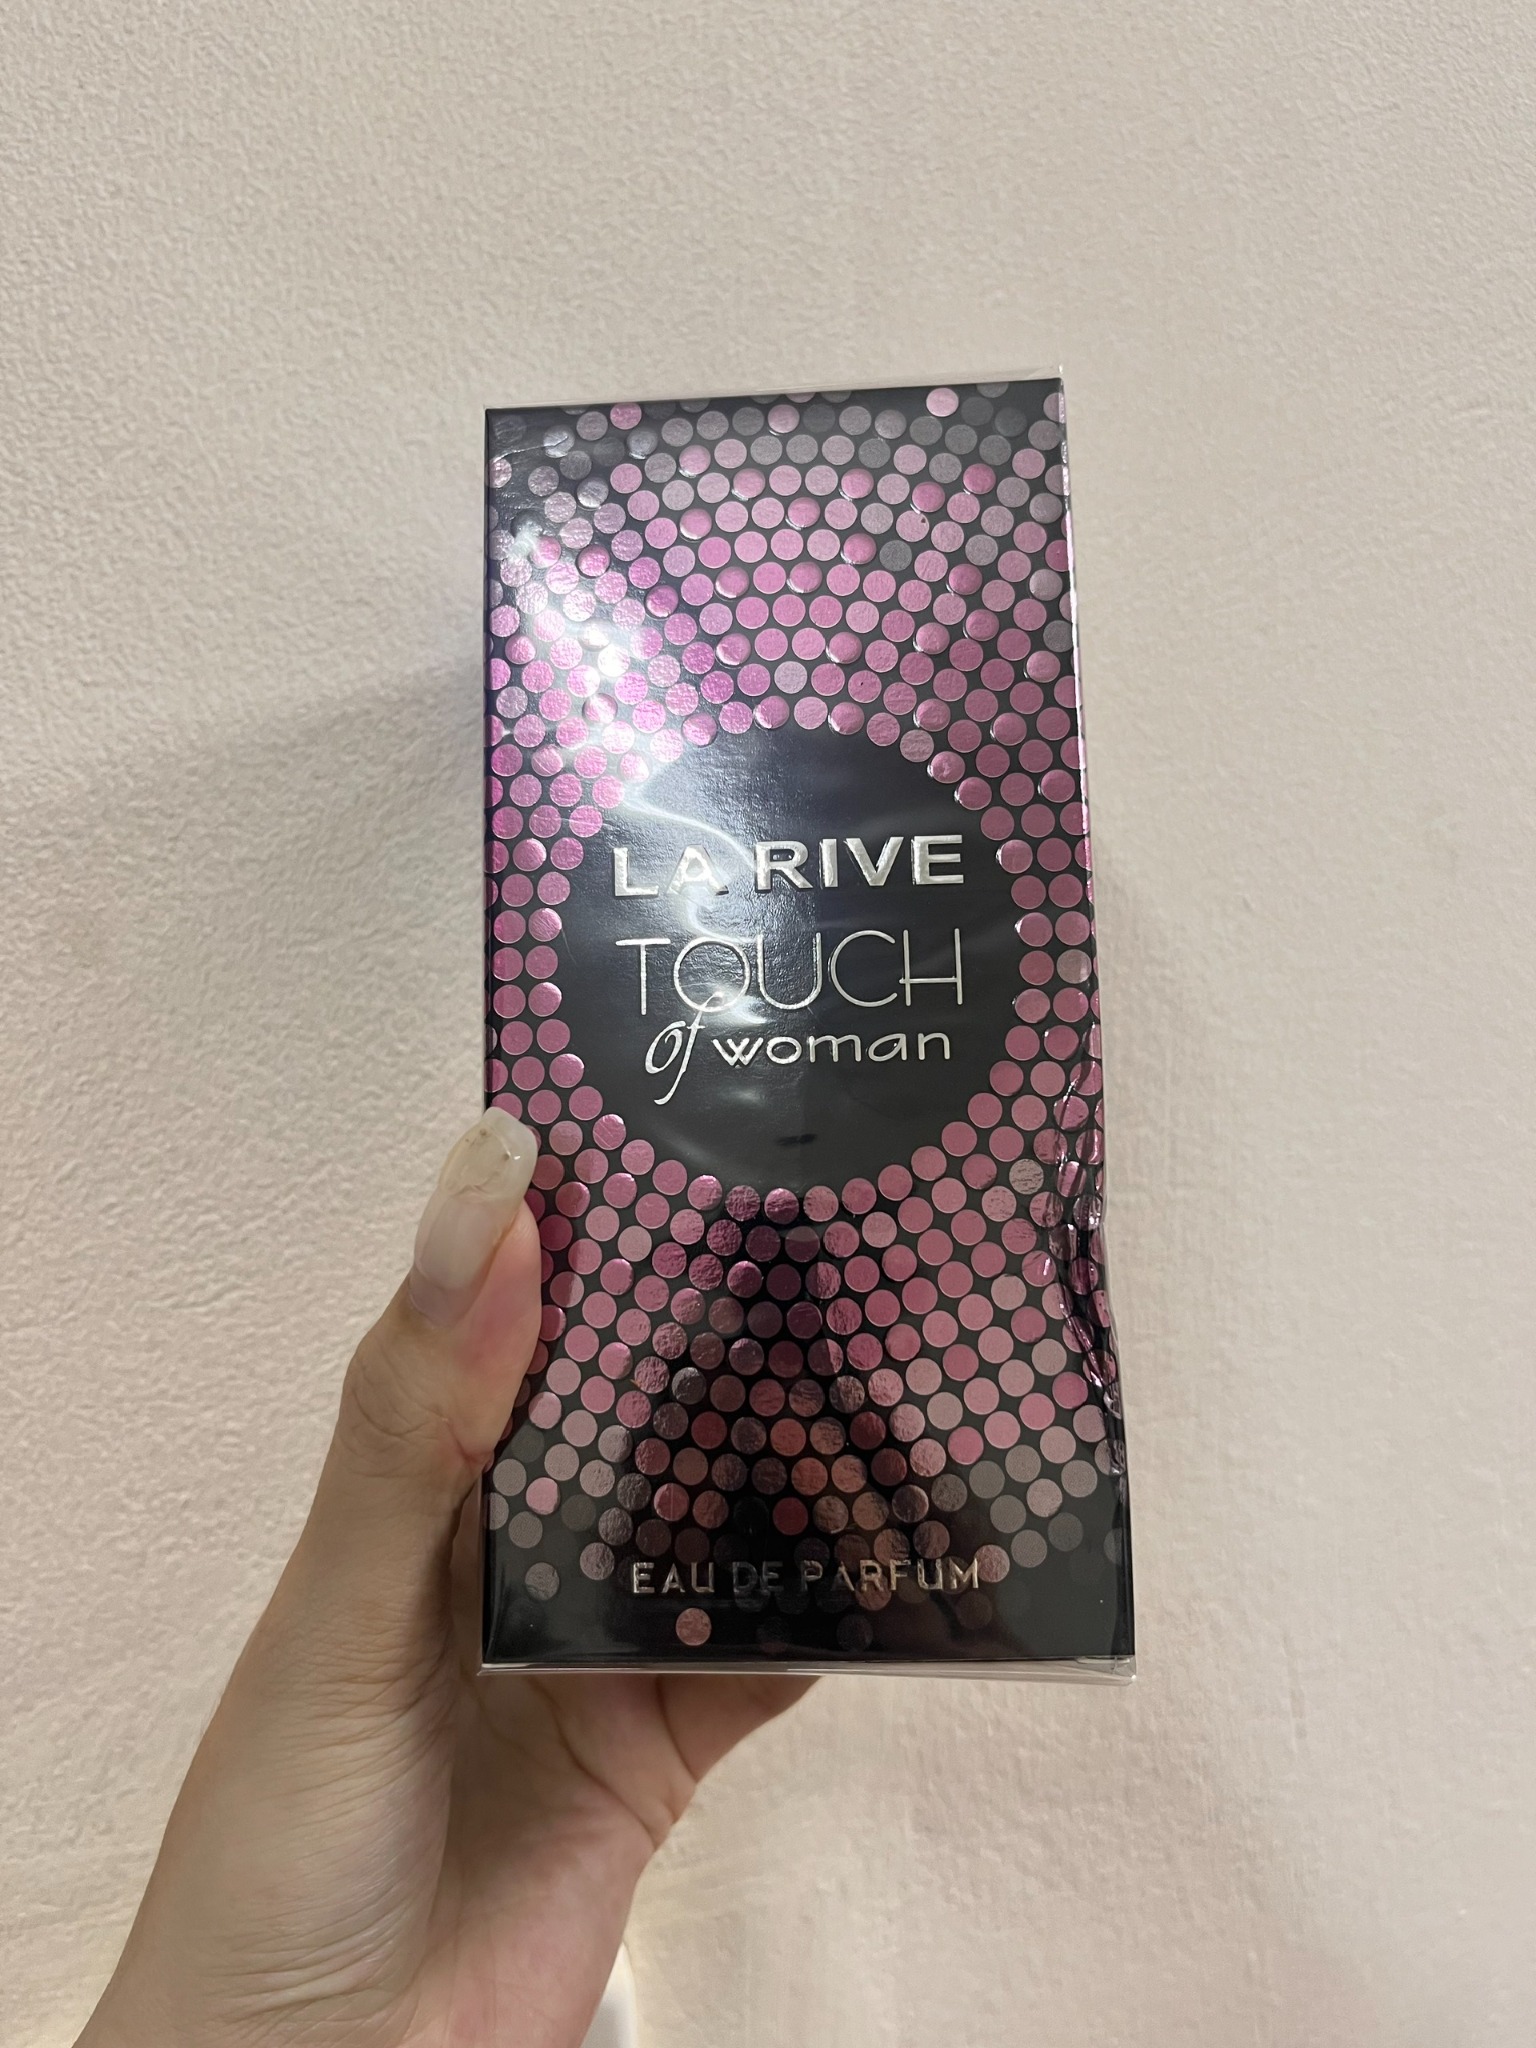 LA RIVE
TOUCH
of woman
EAU DE PARFUM